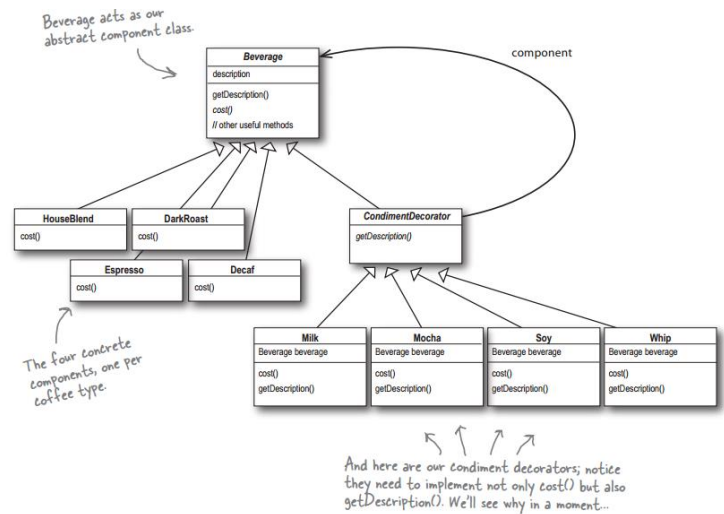 Beverage acts as our
abstract component class.
Beverage
description
getDescription()
cost()
// other useful methods
component
HouseBlend
cost()
DarkRoast
cost()
Espresso
cost()
Decaf
cost()
CondimentDecorator
getDescription()
The four concrete
components, one per
coffee type.
Milk
Beverage beverage
cost()
getDescription()
Mocha
Beverage beverage
cost()
getDescription()
Soy
Beverage beverage
cost()
getDescription()
Whip
Beverage beverage
cost()
getDescription()
And here are our condiment decorators; notice
they need to implement not only cost() but also
getDescription(). We'll see why in a moment...